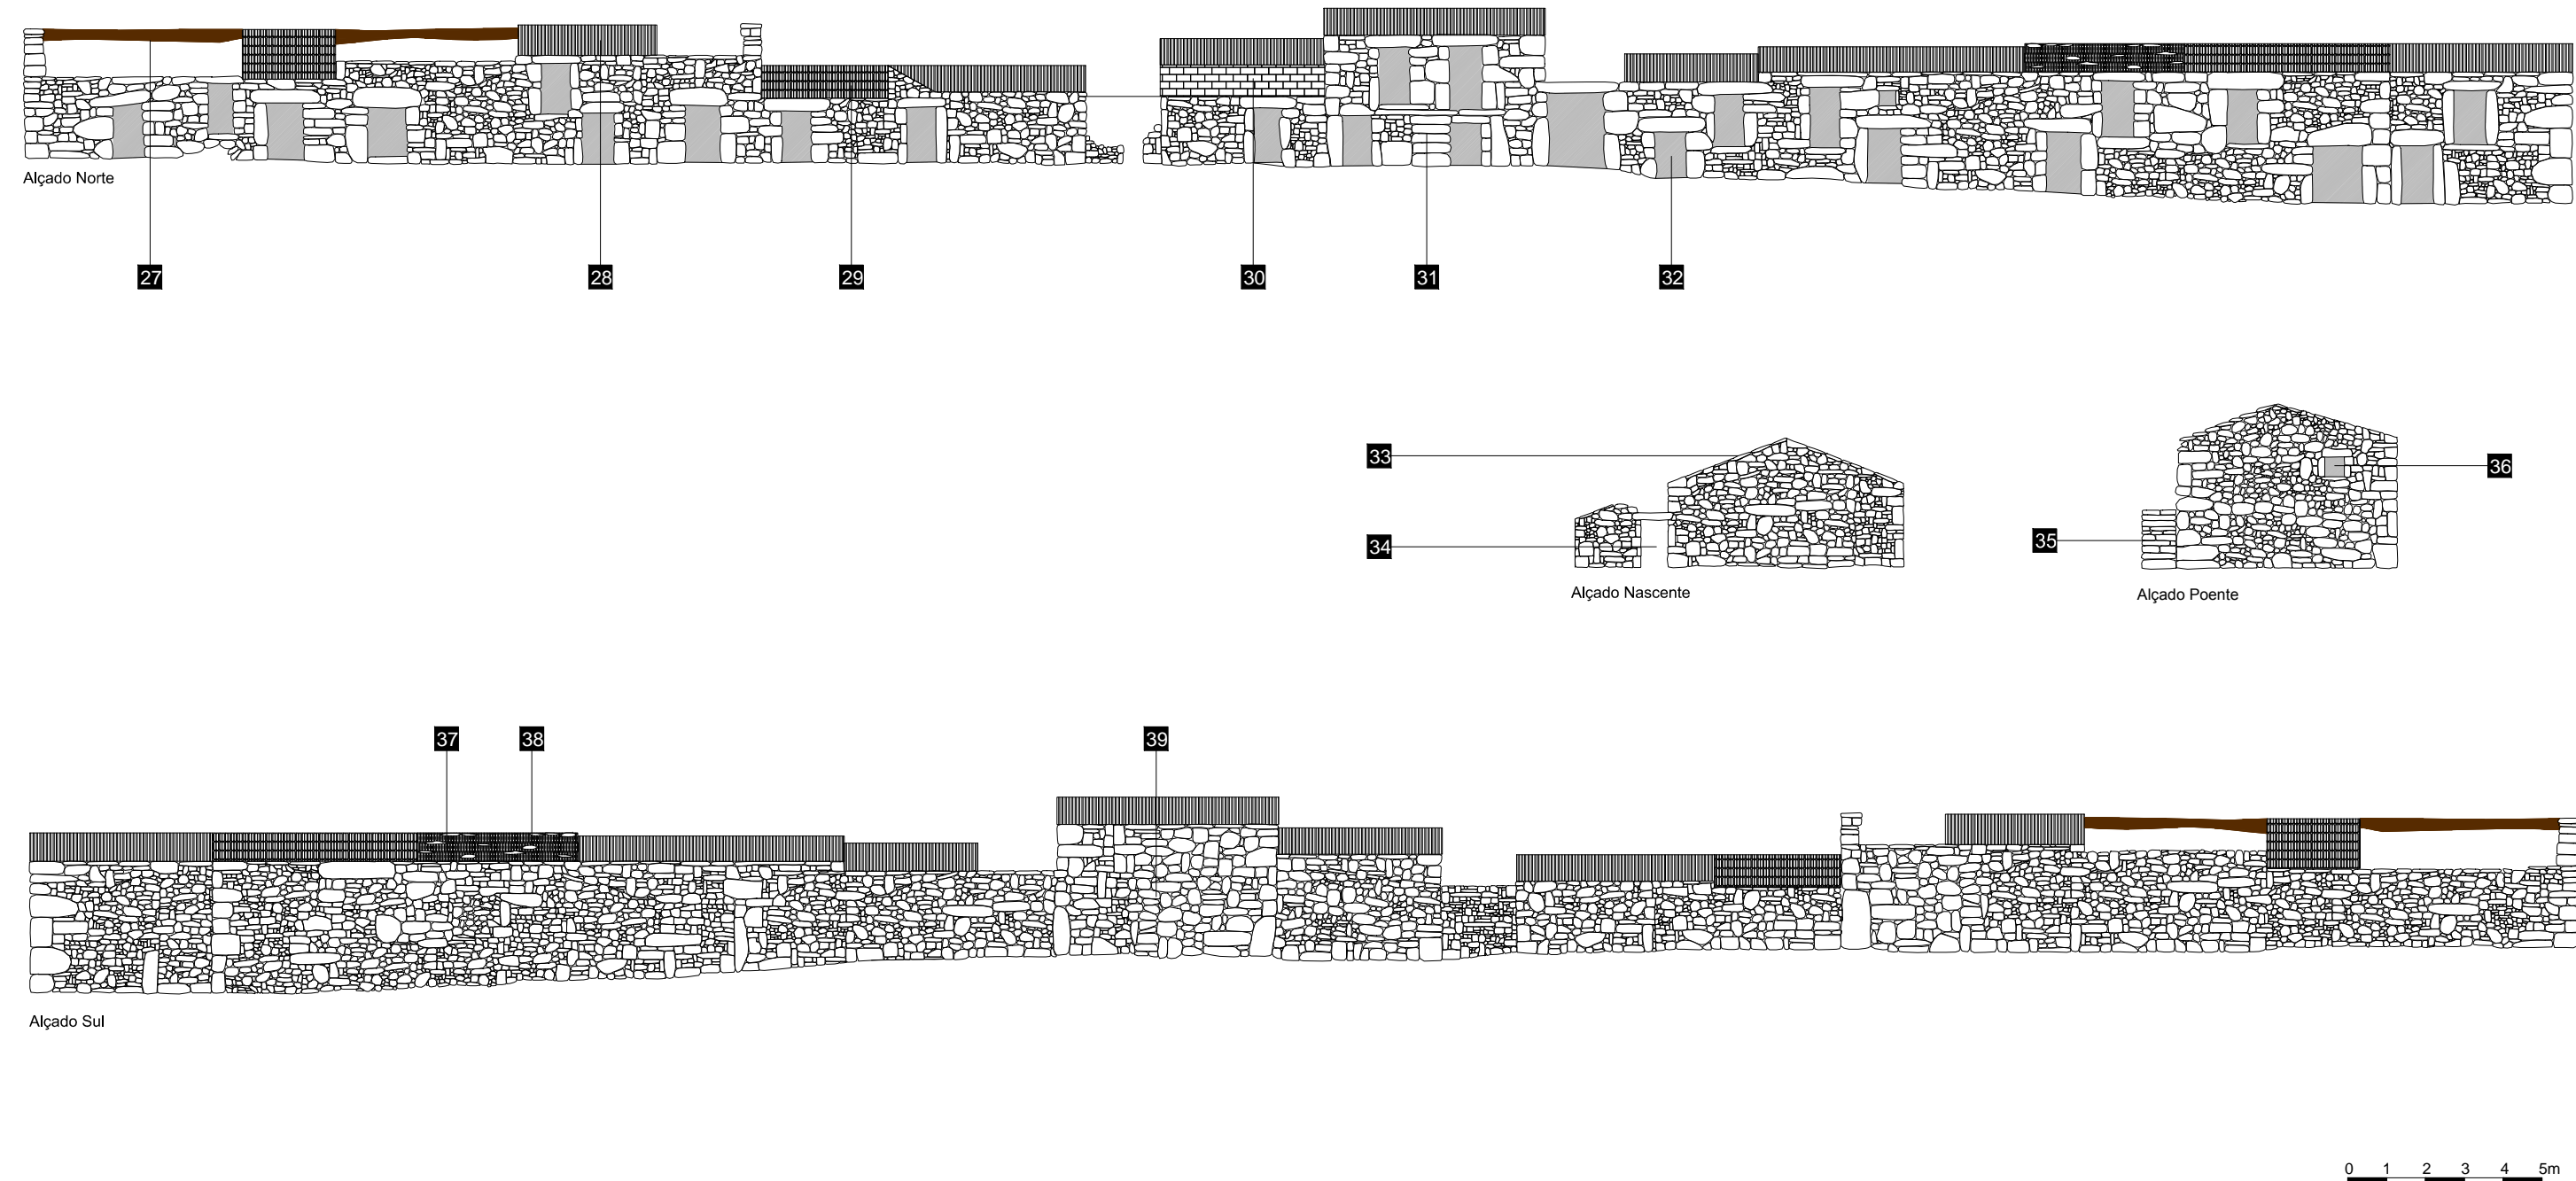 Alçado Norte
27 28 29 30 31 32
33
36
34
35
Alçado Nascente
Alçado Poente
37 38 39
Alçado Sul
0 1 2 3 4 5m